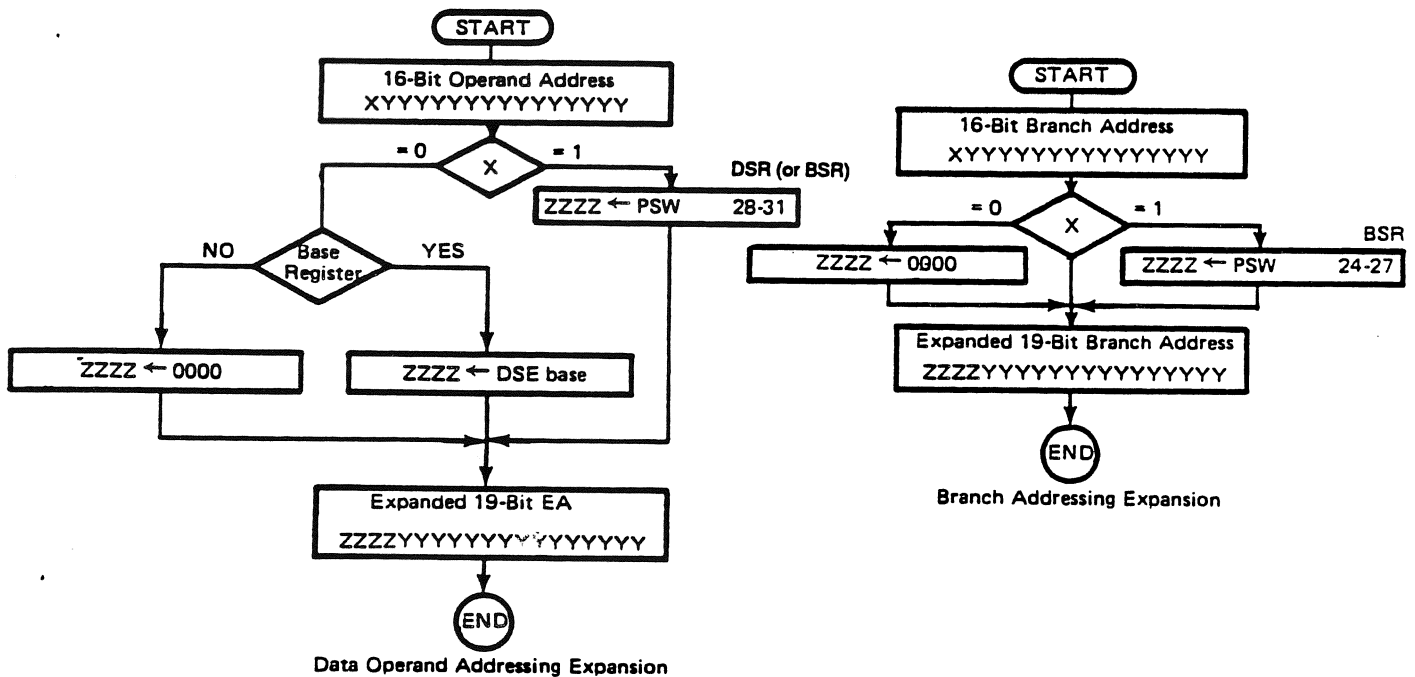 START
16-Bit Operand Address
XYYYYYYYYYYYYYYY
= 0
X
= 1
DSR (or BSR)
ZZZZ ← PSW 28-31
NO
Base
Register
YES
ZZZZ ← 0000
ZZZZ ← DSE base
Expanded 19-Bit EA
ZZZZYYYYYYYYYYYYYYY
END
Data Operand Addressing Expansion
START
16-Bit Branch Address
XYYYYYYYYYYYYYYY
= 0
X
= 1
BSR
ZZZZ ← 0000
ZZZZ ← PSW 24-27
Expanded 19-Bit Branch Address
ZZZZYYYYYYYYYYYYYYY
END
Branch Addressing Expansion